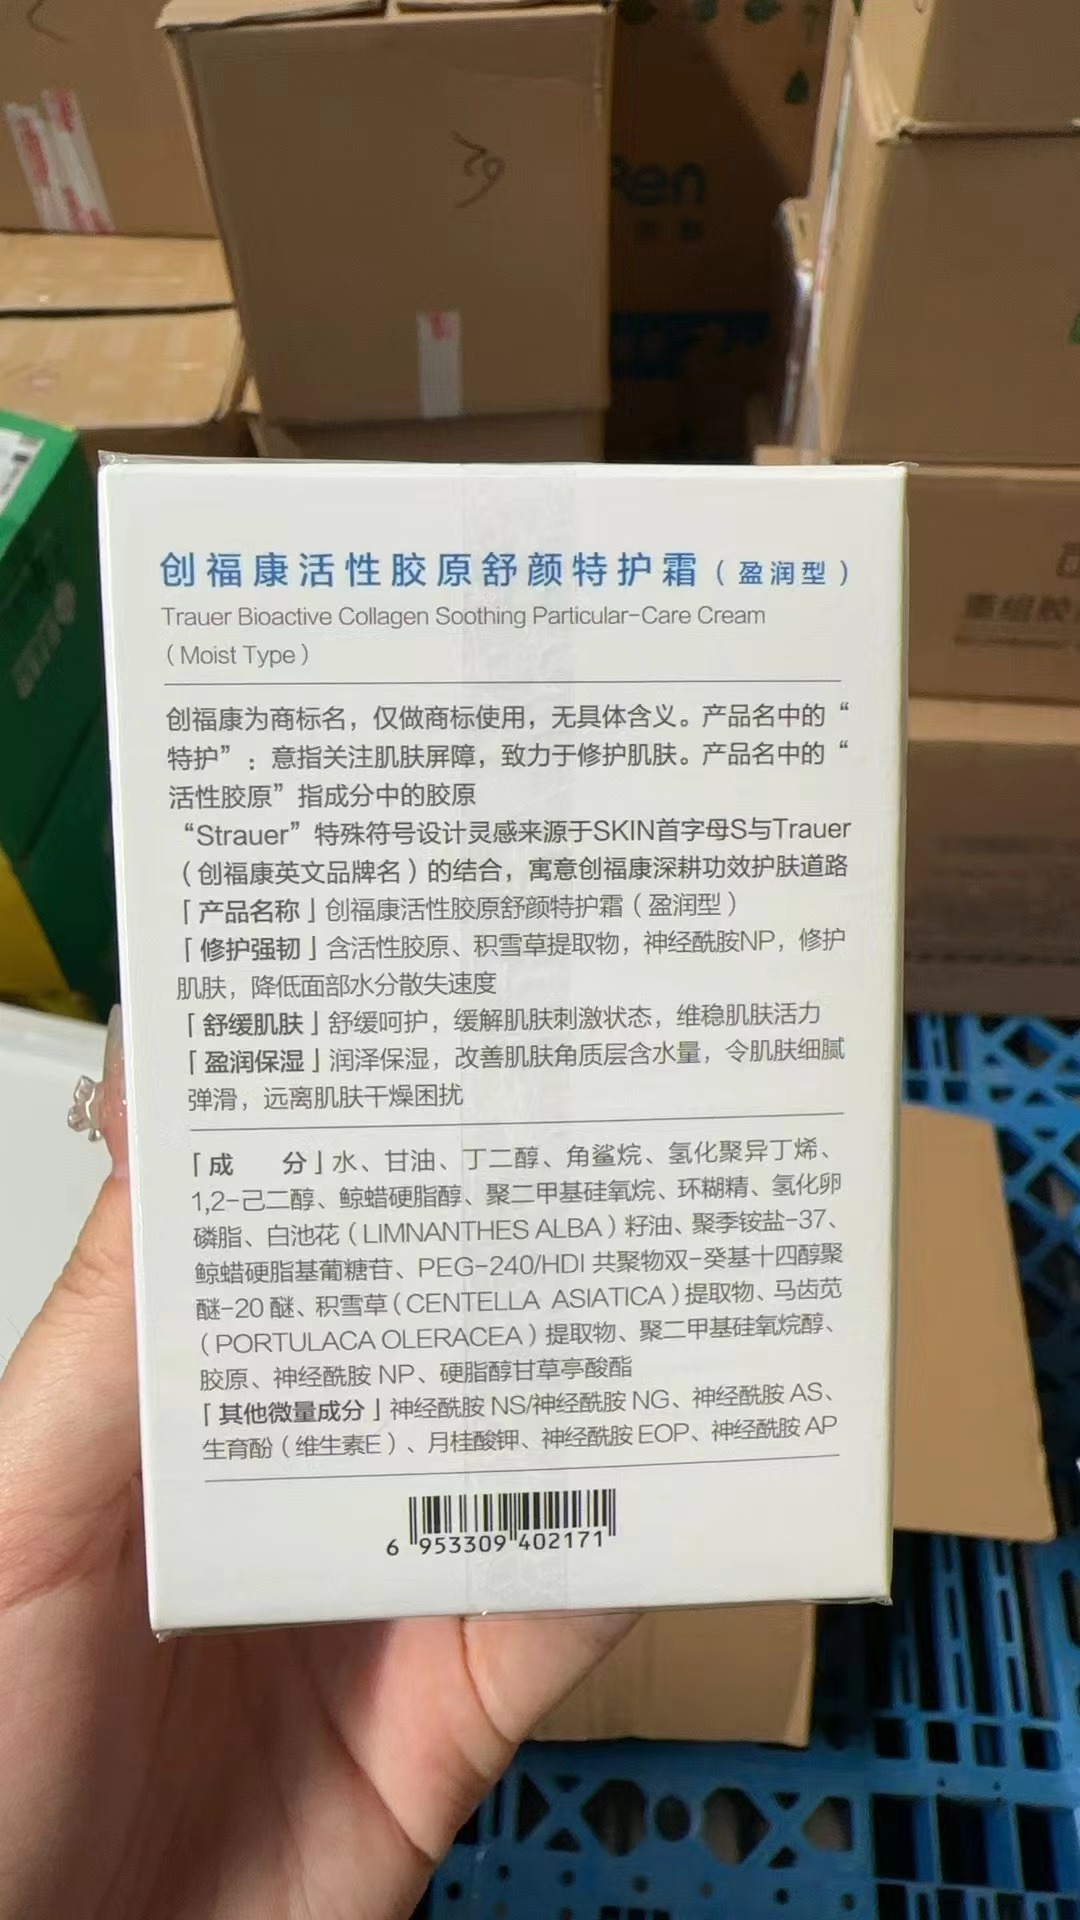 Ren
重组胶
创福康活性胶原舒颜特护霜（盈润型）
Trauer Bioactive Collagen Soothing Particular-Care Cream
（Moist Type）
创福康为商标名，仅做商标使用，无具体含义。产品名中的“
特护”：意指关注肌肤屏障，致力于修护肌肤。产品名中的“
活性胶原”指成分中的胶原
“Strauer”特殊符号设计灵感来源于SKIN首字母S与Trauer
（创福康英文品牌名）的结合，寓意创福康深耕功效护肤道路
「产品名称」创福康活性胶原舒颜特护霜（盈润型）
「修护强韧」含活性胶原、积雪草提取物，神经酰胺NP，修护
肌肤，降低面部水分散失速度
「舒缓肌肤」舒缓呵护，缓解肌肤刺激状态，维稳肌肤活力
「盈润保湿」润泽保湿，改善肌肤角质层含水量，令肌肤细腻
弹滑，远离肌肤干燥困扰
「成 分」水、甘油、丁二醇、角鲨烷、氢化聚异丁烯、
1,2-己二醇、鲸蜡硬脂醇、聚二甲基硅氧烷、环糊精、氢化卵
磷脂、白池花（LIMNANTHES ALBA）籽油、聚季铵盐-37、
鲸蜡硬脂基葡糖苷、PEG-240/HDI 共聚物双-癸基十四醇聚
醚-20 醚、积雪草（CENTELLA ASIATICA）提取物、马齿苋
（PORTULACA OLERACEA）提取物、聚二甲基硅氧烷醇、
胶原、神经酰胺 NP、硬脂醇甘草亭酸酯
「其他微量成分」神经酰胺 NS/神经酰胺 NG、神经酰胺 AS、
生育酚（维生素E）、月桂酸钾、神经酰胺 EOP、神经酰胺 AP
6 953309 402171